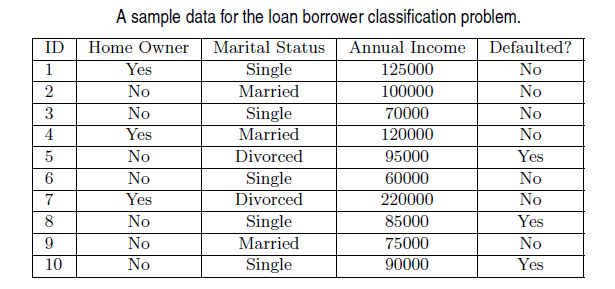 A sample data for the loan borrower classification problem.
ID Home Owner Marital Status Annual Income Defaulted?
1 Yes Single 125000 No
2 No Married 100000 No
3 No Single 70000 No
4 Yes Married 120000 No
5 No Divorced 95000 Yes
6 No Single 60000 No
7 Yes Divorced 220000 No
8 No Single 85000 Yes
9 No Married 75000 No
10 No Single 90000 Yes